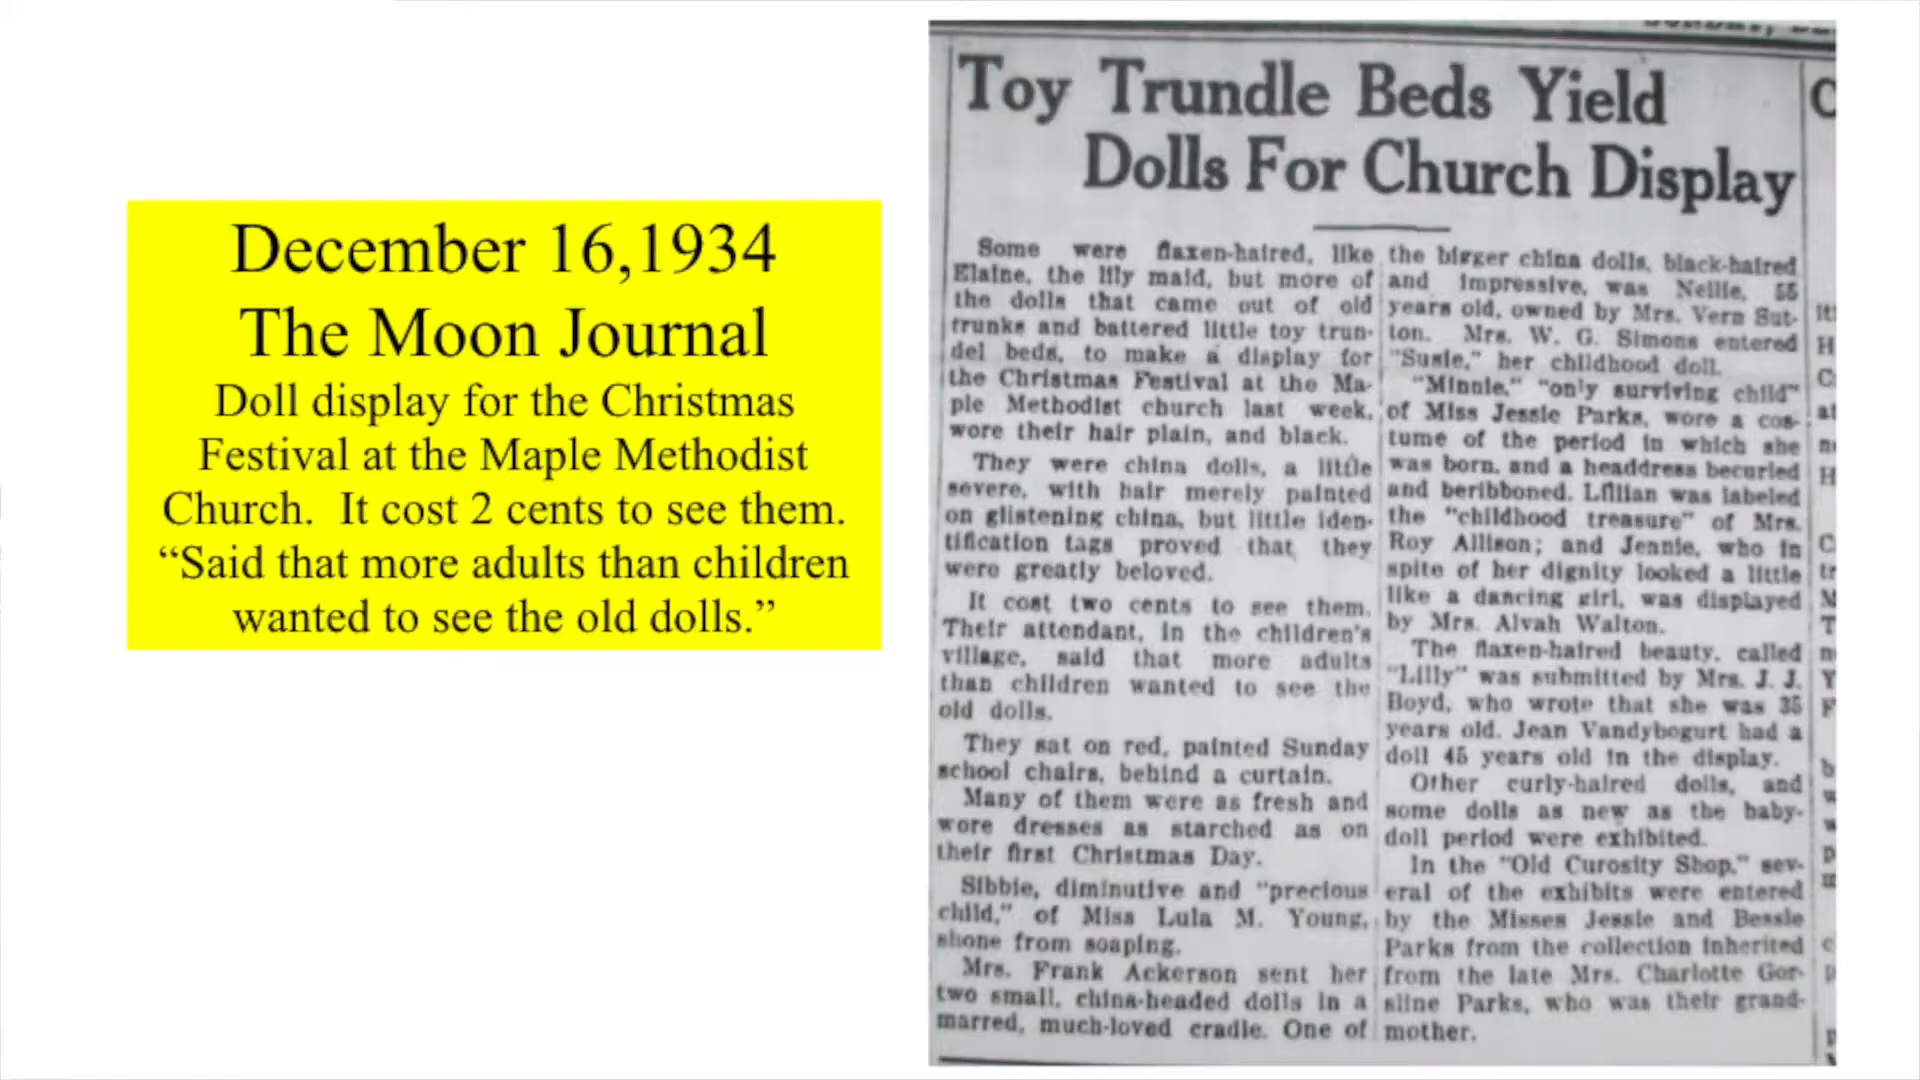 December 16,1934
The Moon Journal
Doll display for the Christmas
Festival at the Maple Methodist
Church. It cost 2 cents to see them.
“Said that more adults than children
wanted to see the old dolls.”
Toy Trundle Beds Yield
Dolls For Church Display
Some were flaxen-haired, like
Elaine, the lily maid, but more of
the dolls that came out of old
trunks and battered little toy trun-
del beds, to make a display for
the Christmas Festival at the Ma-
ple Methodist church last week,
wore their hair plain, and black.
They were china dolls, a little
severe, with hair merely painted
on glistening china, but little iden-
tification tags proved that they
were greatly beloved.
It cost two cents to see them.
Their attendant, in the children's
village, said that more adults
than children wanted to see the
old dolls.
They sat on red, painted Sunday
school chairs, behind a curtain.
Many of them were as fresh and
wore dresses as starched as on
their first Christmas Day.
Sibbie, diminutive and "precious
child," of Miss Lula M. Young,
shone from soaping.
Mrs. Frank Ackerson sent her
two small, china-headed dolls in a
marred, much-loved cradle. One of
the bigger china dolls, black-haired
and impressive, was Nellie, 55
years old, owned by Mrs. Vern Sut-
ton. Mrs. W. G. Simons entered
"Susie," her childhood doll.
"Minnie," "only surviving child"
of Miss Jessie Parks, wore a cos-
tume of the period in which she
was born, and a headdress becurled
and beribboned. Lillian was labeled
the "childhood treasure" of Mrs.
Roy Allison; and Jennie, who in
spite of her dignity looked a little
like a dancing girl, was displayed
by Mrs. Alvah Walton.
The flaxen-haired beauty, called
"Lilly" was submitted by Mrs. J. J.
Boyd, who wrote that she was 35
years old. Jean Vandybogurt had a
doll 45 years old in the display.
Other curly-haired dolls, and
some dolls as new as the baby-
doll period were exhibited.
In the "Old Curosity Shop," sev-
eral of the exhibits were entered
by the Misses Jessie and Bessie
Parks from the collection inherited
from the late Mrs. Charlotte Gor-
sline Parks, who was their grand-
mother.